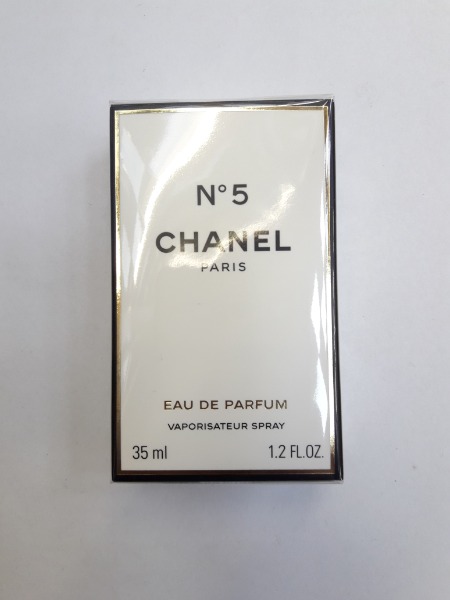 N°5
CHANEL
PARIS
EAU DE PARFUM
VAPORISATEUR SPRAY
35 ml 1.2 FL.OZ.